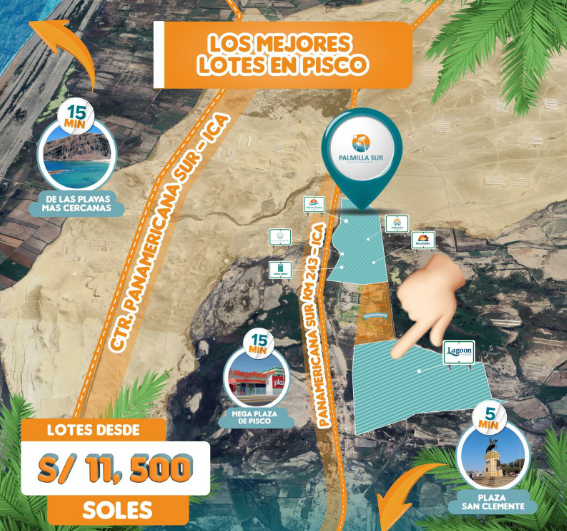 LOS MEJORES
LOTES EN PISCO
15
MIN
DE LAS PLAYAS
MAS CERCANAS
CTR. PANAMERICANA SUR - ICA
PALMILLA SUR
PANAMERICANA SUR KM 243 - ICA
Lagoon
15
MIN
MEGA PLAZA
DE PISCO
5
MIN
PLAZA
SAN CLEMENTE
LOTES DESDE
S/ 11, 500
SOLES